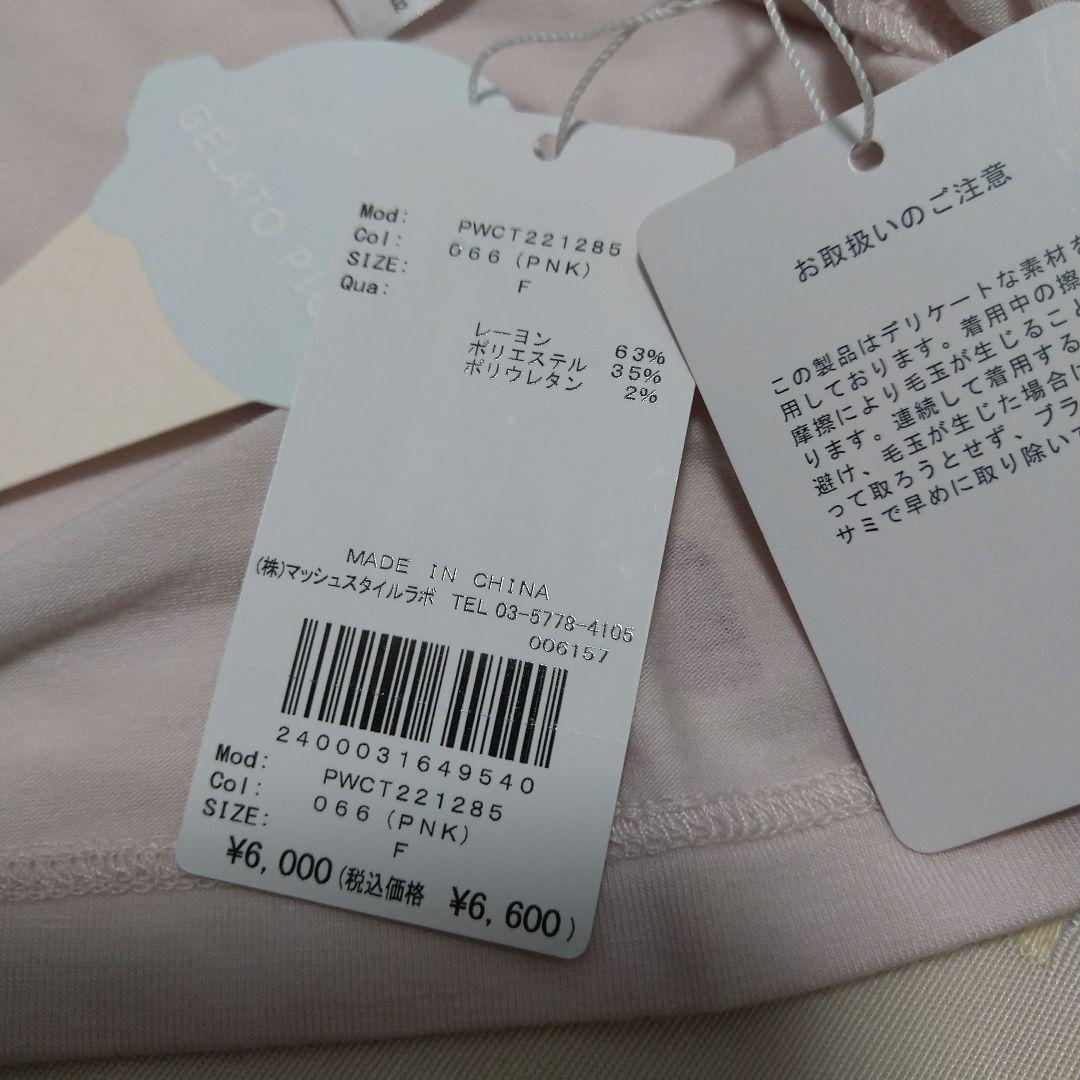 GELATO
Mod: PWCT221285
Col: 066 (PNK)
SIZE: F
Qua:
レーヨン 63%
ポリエステル 35%
ポリウレタン 2%
MADE IN CHINA
(株)マッシュスタイルラボ TEL 03-5778-4105
006157
2400031649540
Mod: PWCT221285
Col: 066 (PNK)
SIZE: F
¥6,000(税込価格 ¥6,600)
お取扱いのご注意
この製品はデリケートな素材を
用しております。着用中の擦
摩擦により毛玉が生じること
ります。連続して着用する
避け、毛玉が生じた場合は
って取ろうとせず、ブラ
サミで早めに取り除いて